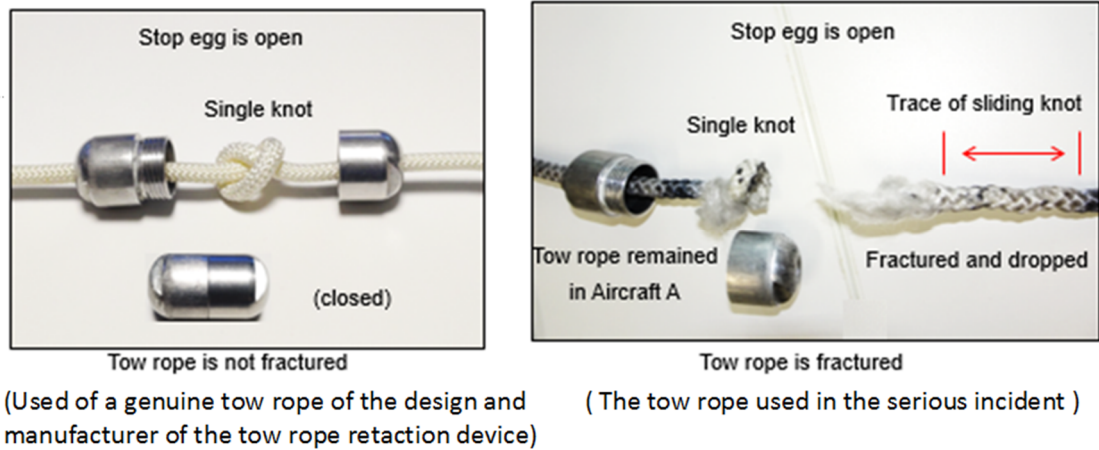 Stop egg is open
Single knot
(closed)
Tow rope is not fractured
(Used of a genuine tow rope of the design and
manufacturer of the tow rope retaction device)
Stop egg is open
Trace of sliding knot
Single knot
Tow rope remained
in Aircraft A
Fractured and dropped
Tow rope is fractured
( The tow rope used in the serious incident )